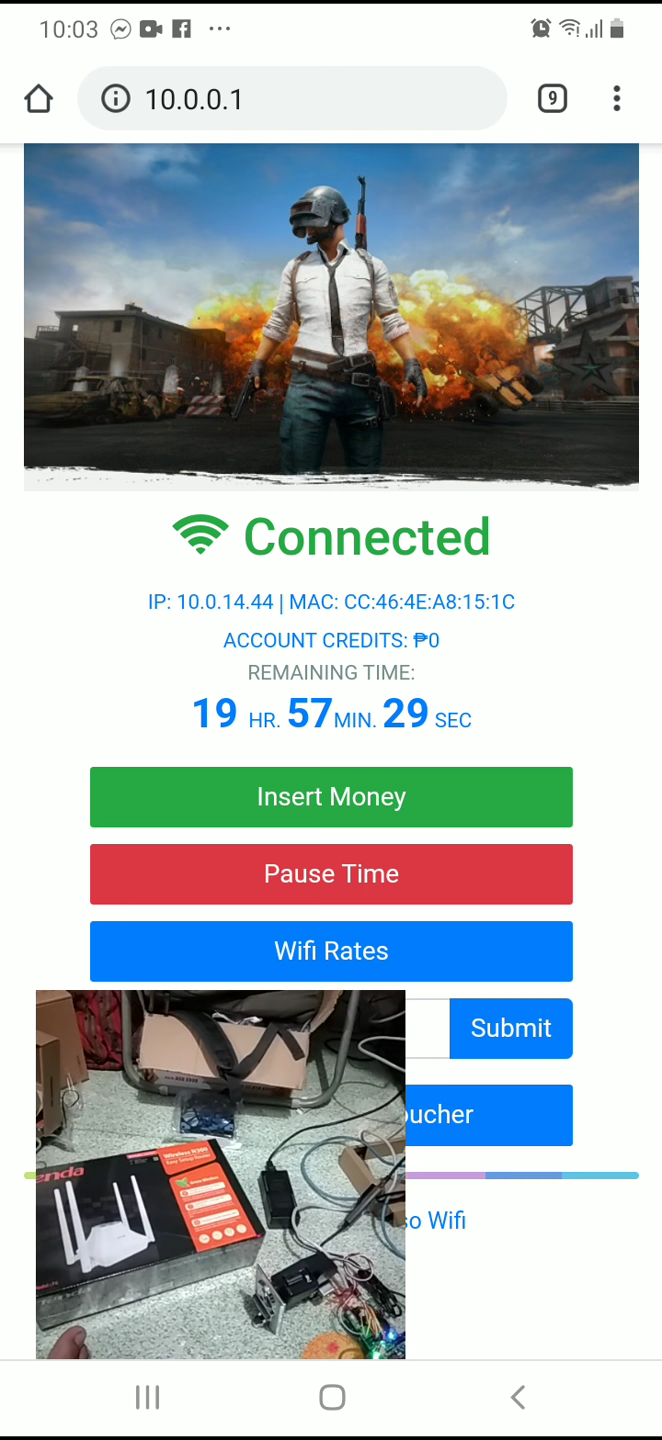 10:03
10.0.0.1
9
Connected
IP: 10.0.14.44 | MAC: CC:46:4E:A8:15:1C
ACCOUNT CREDITS: ₱0
REMAINING TIME:
19 HR. 57 MIN. 29 SEC
Insert Money
Pause Time
Wifi Rates
Submit
oucher
so Wifi
enda
Wireless N300
Easy Setup Router